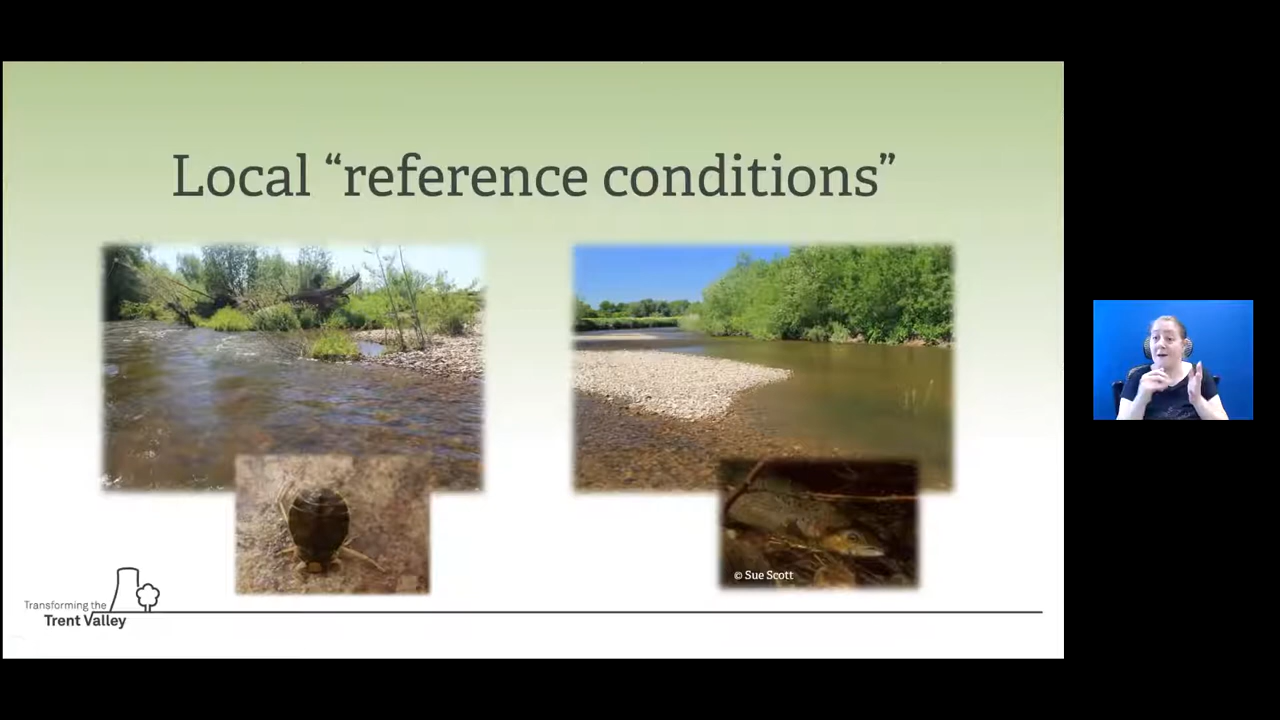 Local “reference conditions”
© Sue Scott
Transforming the
Trent Valley